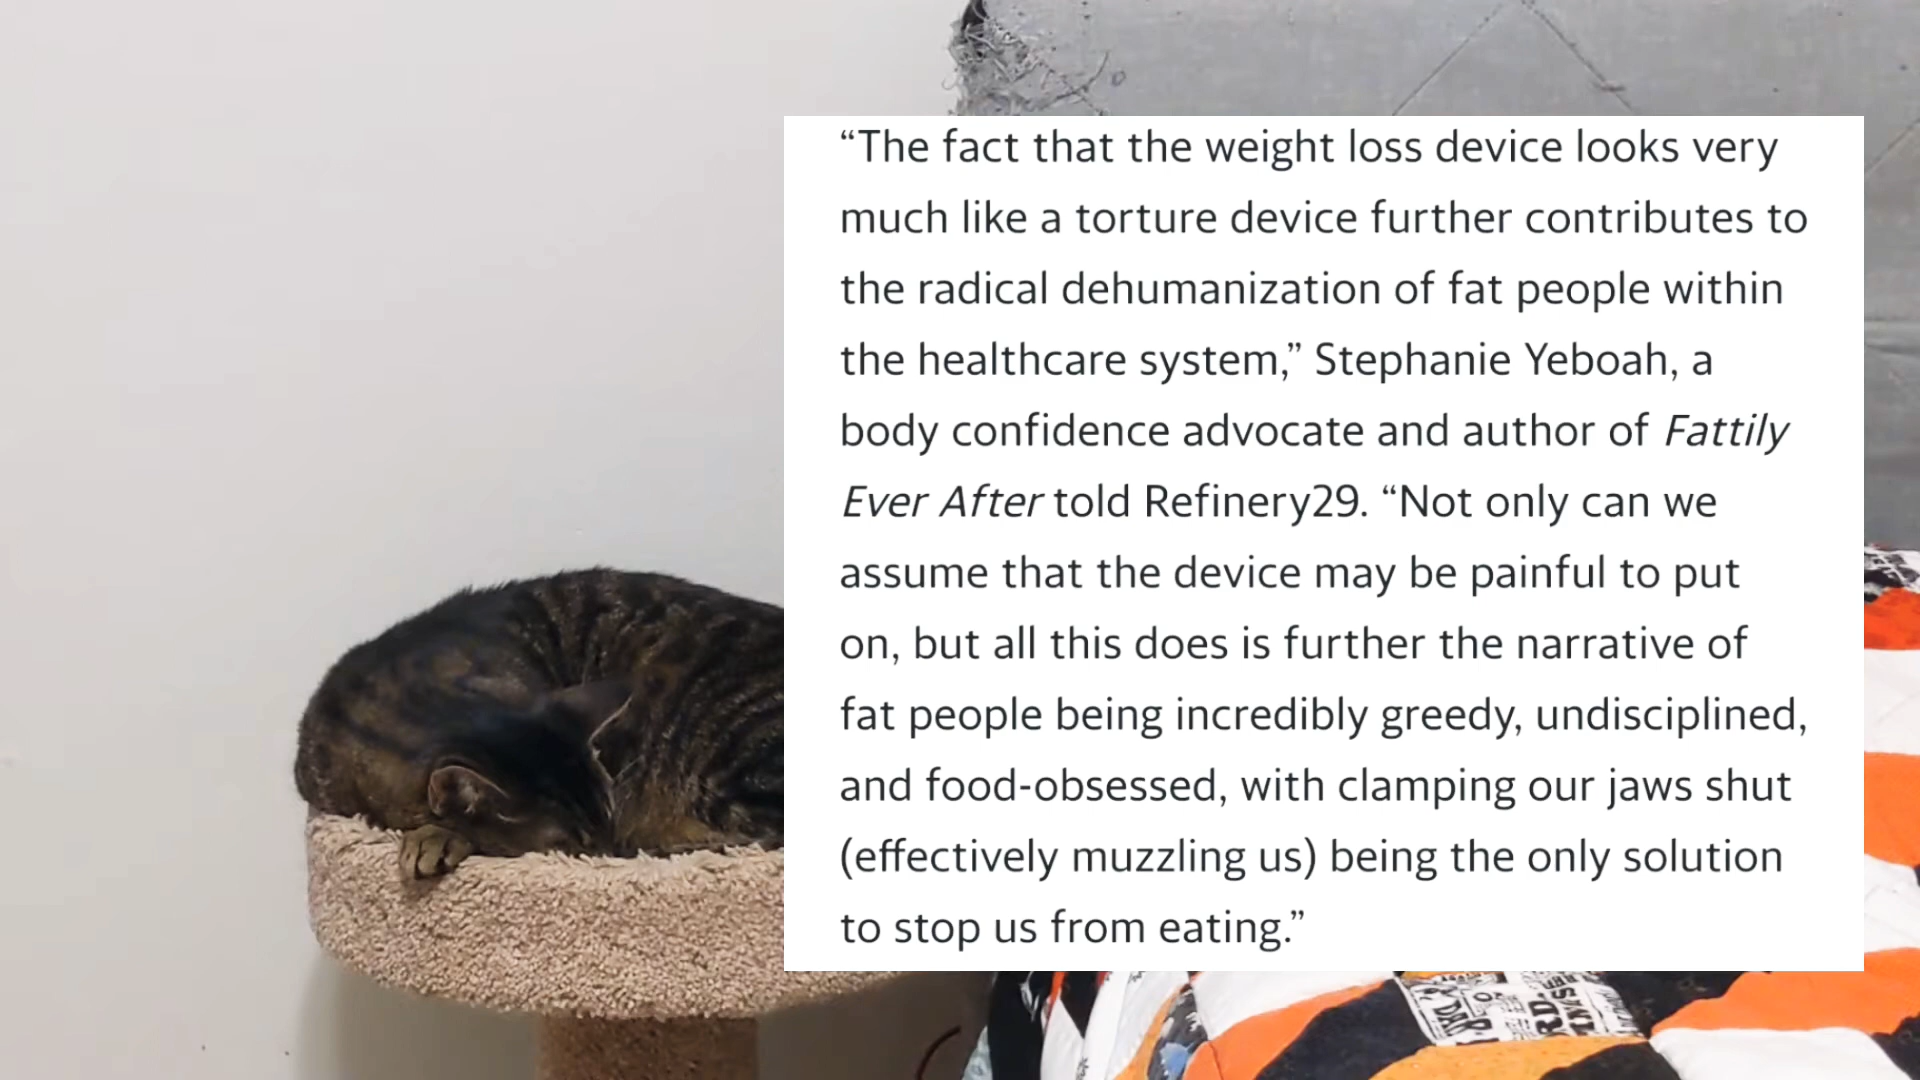 “The fact that the weight loss device looks very
much like a torture device further contributes to
the radical dehumanization of fat people within
the healthcare system,” Stephanie Yeboah, a
body confidence advocate and author of Fattily
Ever After told Refinery29. “Not only can we
assume that the device may be painful to put
on, but all this does is further the narrative of
fat people being incredibly greedy, undisciplined,
and food-obsessed, with clamping our jaws shut
(effectively muzzling us) being the only solution
to stop us from eating.”